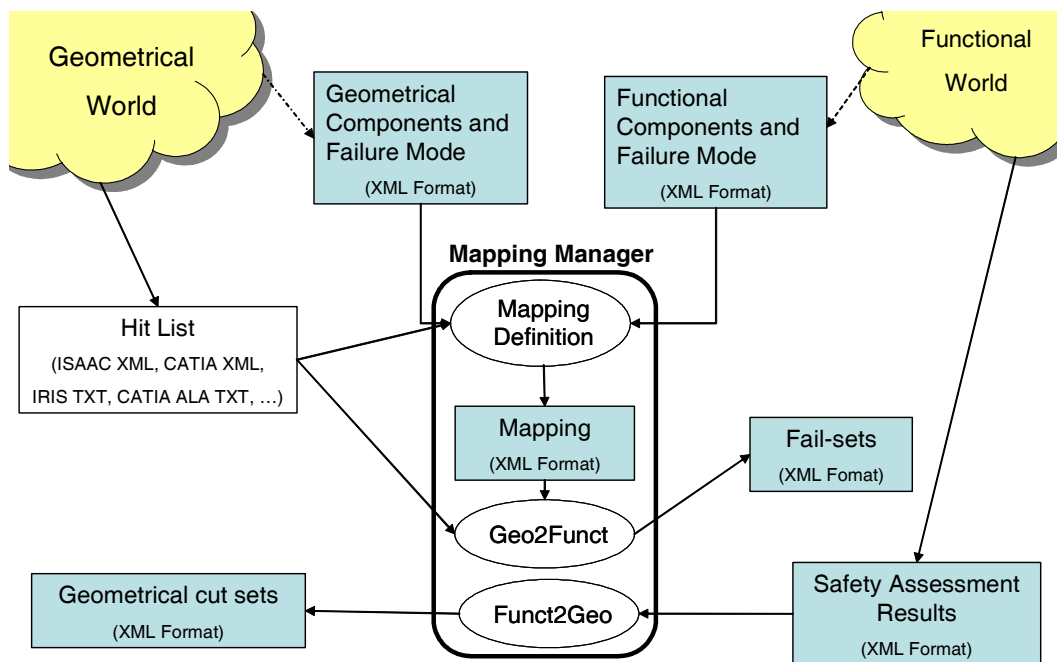 Geometrical
World
Functional
World
Geometrical
Components and
Failure Mode
(XML Format)
Functional
Components and
Failure Mode
(XML Format)
Mapping Manager
Mapping
Definition
Hit List
(ISAAC XML, CATIA XML,
IRIS TXT, CATIA ALA TXT, ...)
Mapping
(XML Format)
Fail-sets
(XML Format)
Geo2Funct
Geometrical cut sets
(XML Format)
Funct2Geo
Safety Assessment
Results
(XML Format)